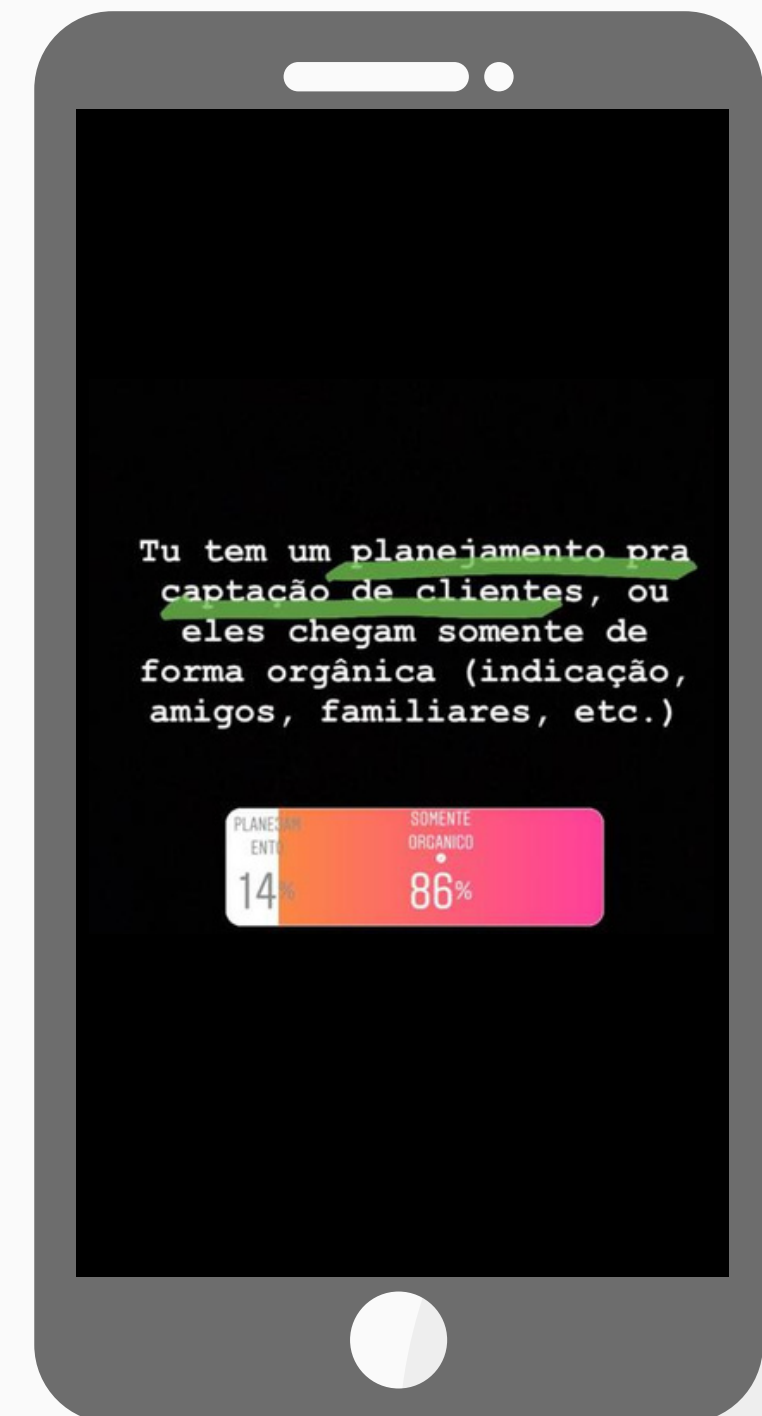 Tu tem um planejamento pra
captação de clientes, ou
eles chegam somente de
forma orgânica (indicação,
amigos, familiares, etc.)
PLANEJAM
ENTO
14%
SOMENTE
ORGANICO
86%